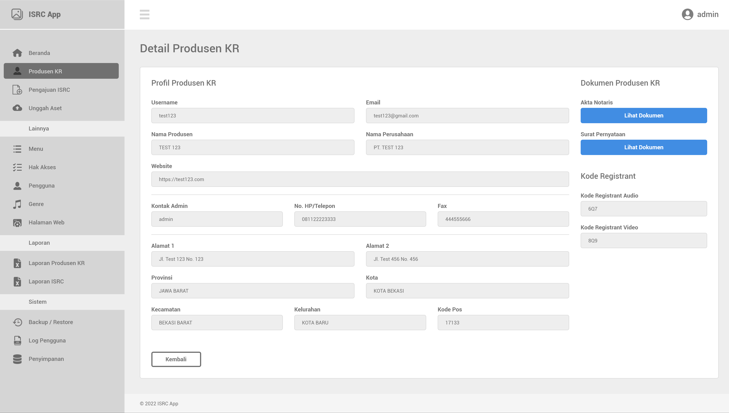 ISRC App
admin
Beranda
Produsen KR
Pengajuan ISRC
Unggah Aset
Lainnya
Menu
Hak Akses
Pengguna
Genre
Halaman Web
Laporan
Laporan Produsen KR
Laporan ISRC
Sistem
Backup / Restore
Log Pengguna
Penyimpanan
Detail Produsen KR
Profil Produsen KR
Username
Email
test123
test123@gmail.com
Nama Produsen
Nama Perusahaan
TEST 123
PT. TEST 123
Website
https://test123.com
Kontak Admin
No. HP/Telepon
Fax
admin
081122233333
444555666
Alamat 1
Alamat 2
Jl. Test 123 No. 123
Jl. Test 456 No. 456
Provinsi
Kota
JAWA BARAT
KOTA BEKASI
Kecamatan
Kelurahan
Kode Pos
BEKASI BARAT
KOTA BARU
17133
Kembali
Dokumen Produsen KR
Akta Notaris
Lihat Dokumen
Surat Pernyataan
Lihat Dokumen
Kode Registrant
Kode Registrant Audio
8Q7
Kode Registrant Video
8Q9
© 2022 ISRC App